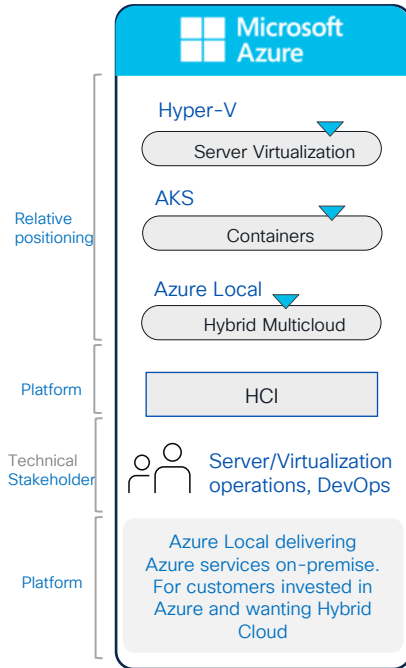 Microsoft
Azure
Hyper-V
Server Virtualization
AKS
Containers
Relative
positioning
Azure Local
Hybrid Multicloud
Platform
HCI
Technical
Stakeholder
Server/Virtualization
operations, DevOps
Platform
Azure Local delivering
Azure services on-premise.
For customers invested in
Azure and wanting Hybrid
Cloud